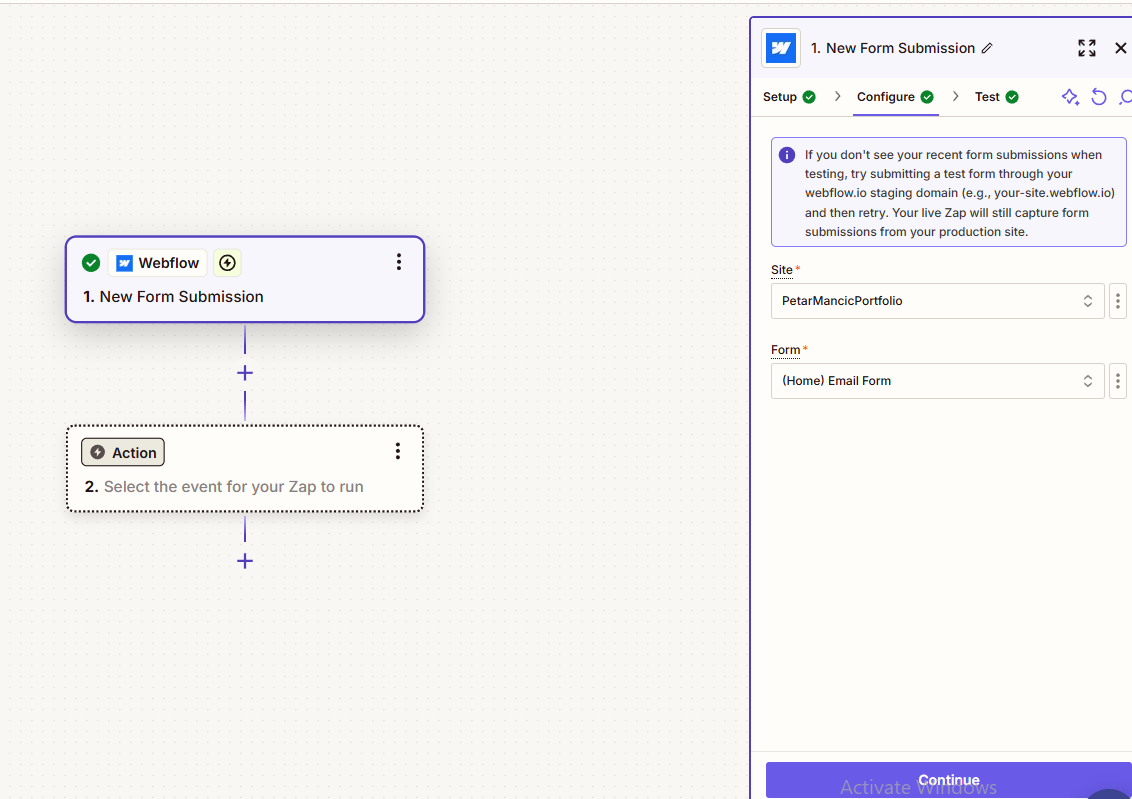 Webflow
1. New Form Submission
Action
2. Select the event for your Zap to run
1. New Form Submission
Setup
Configure
Test
If you don't see your recent form submissions when
testing, try submitting a test form through your
webflow.io staging domain (e.g., your-site.webflow.io)
and then retry. Your live Zap will still capture form
submissions from your production site.
Site*
PetarMancicPortfolio
Form*
(Home) Email Form
Continue
Activate Windows